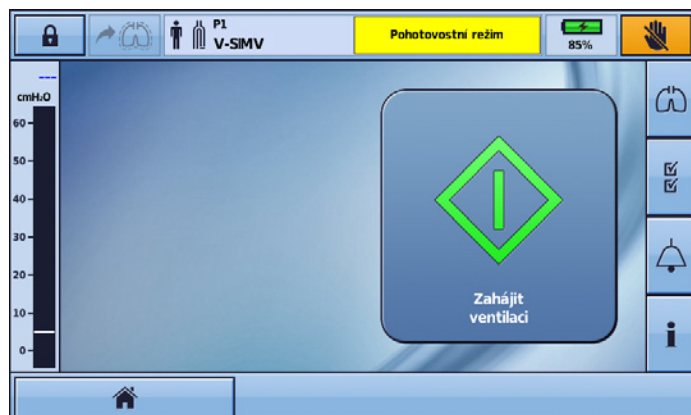 P1
V-SIMV
Pohotovostní režim
85%
---
cmH₂O
60
50
40
30
20
10
0
Zahájit
ventilaci